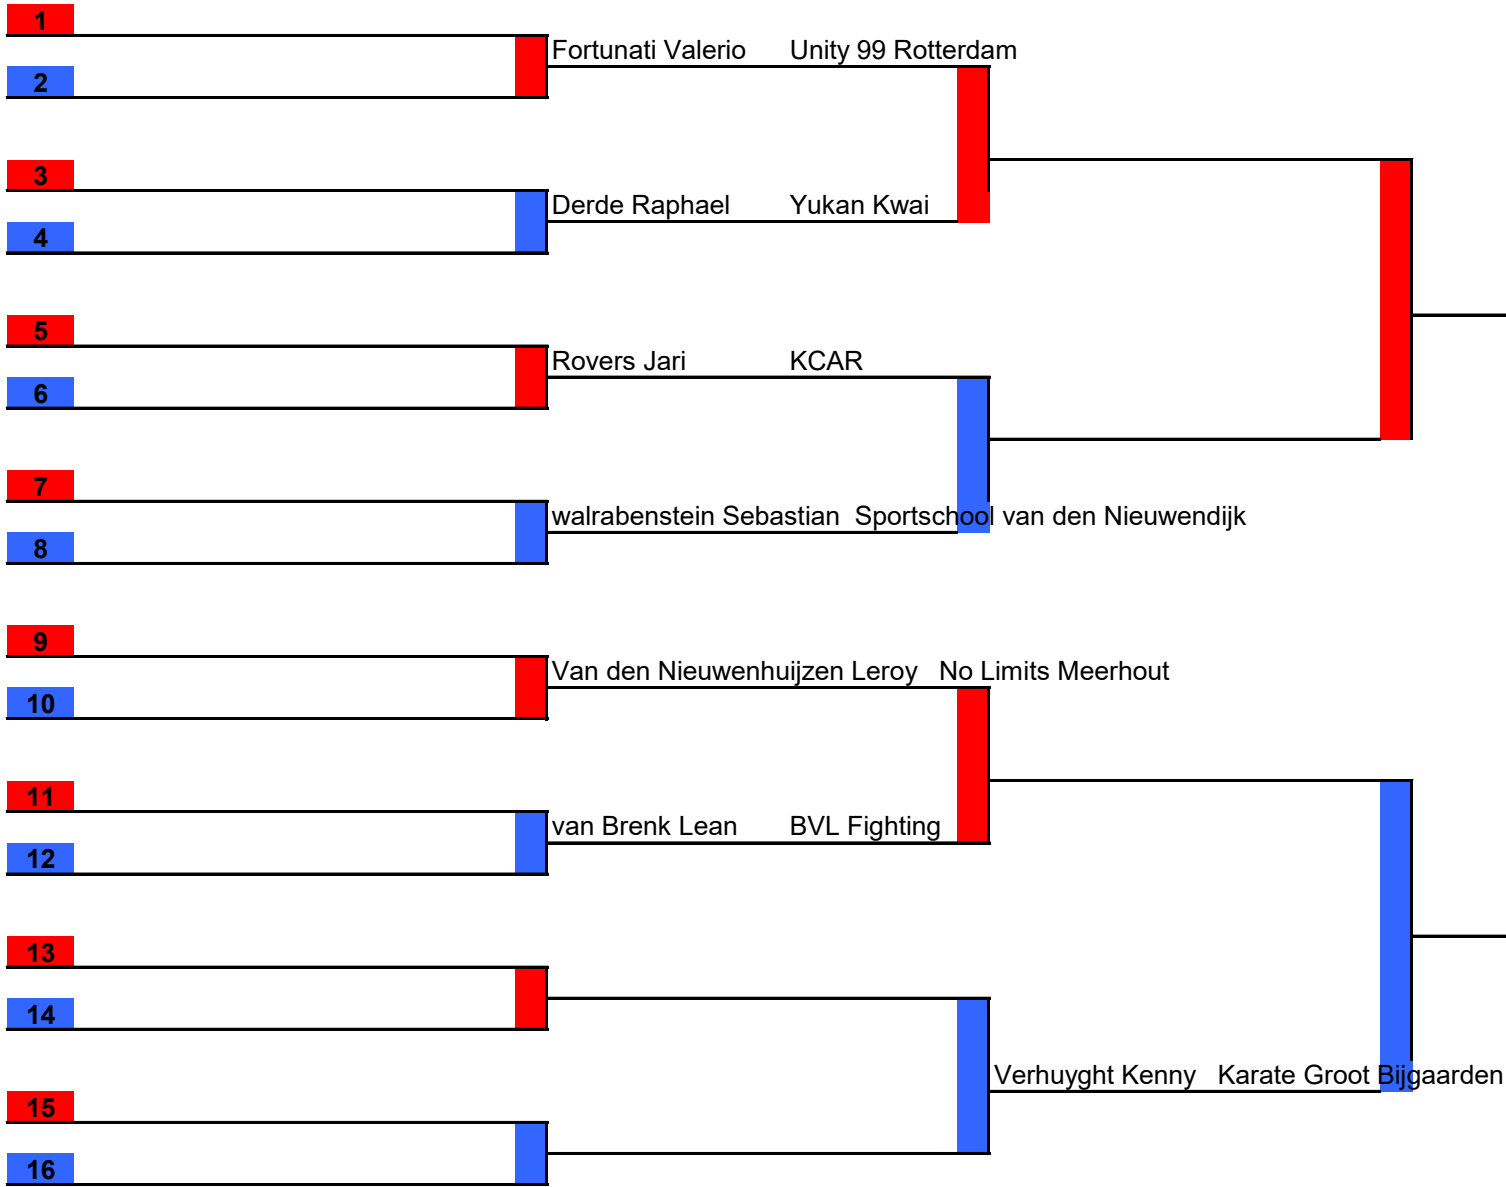 1
Fortunati Valerio Unity 99 Rotterdam
2
3
Derde Raphael Yukan Kwai
4
5
Rovers Jari KCAR
6
7
walrabenstein Sebastian Sportschool van den Nieuwendijk
8
9
Van den Nieuwenhuijzen Leroy No Limits Meerhout
10
11
van Brenk Lean BVL Fighting
12
13
14
Verhuyght Kenny Karate Groot Bijgaarden
15
16